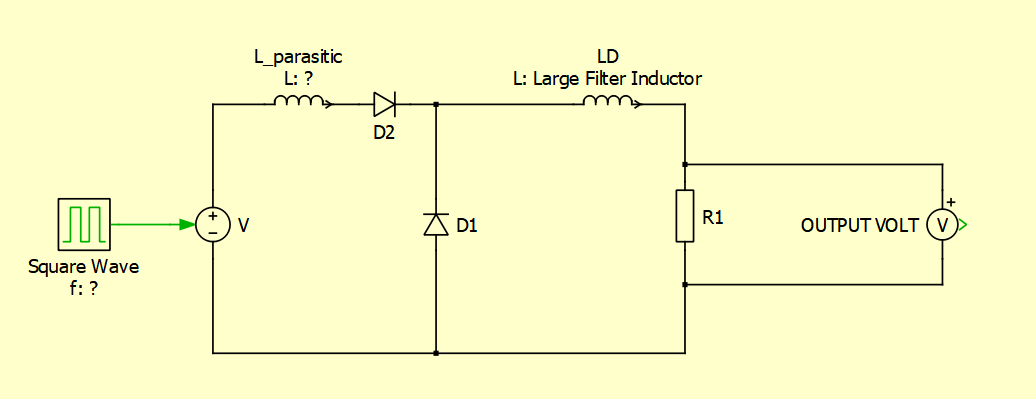 L_parasitic
L: ?
D2
LD
L: Large Filter Inductor
Square Wave
f: ?
+
−
V
D1
R1
OUTPUT VOLT
V
+